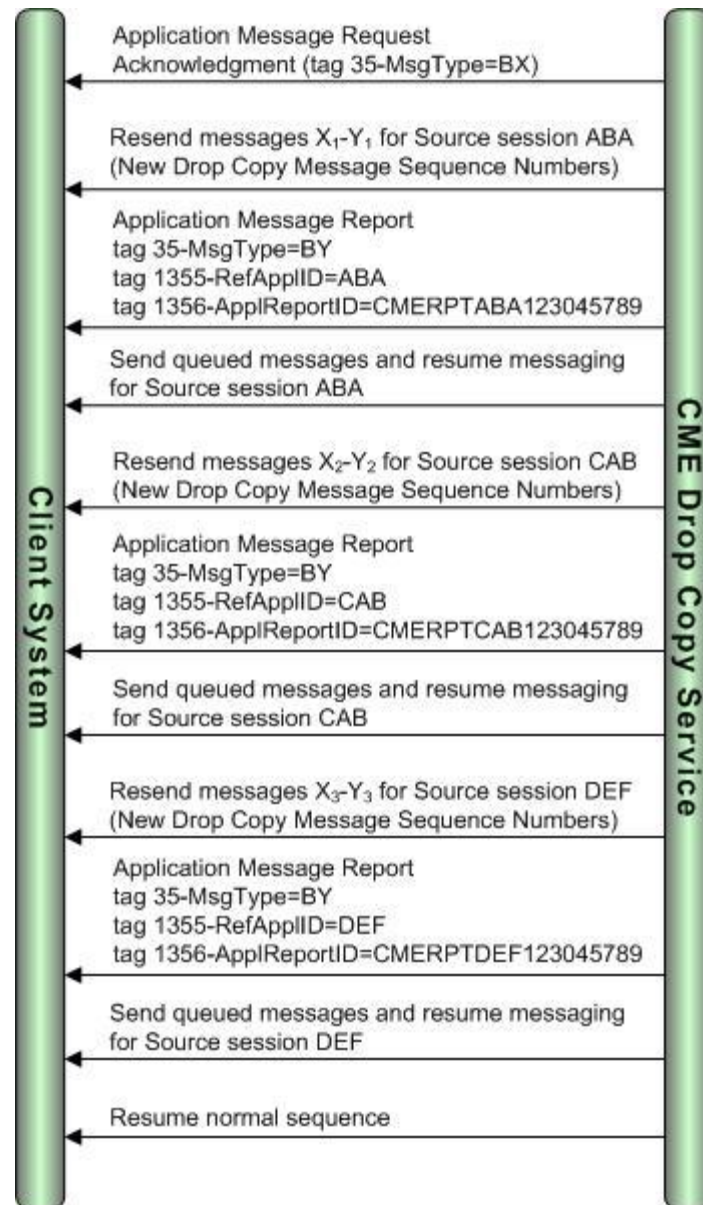 Application Message Request
Acknowledgment (tag 35-MsgType=BX)
Resend messages X₁-Y₁ for Source session ABA
(New Drop Copy Message Sequence Numbers)
Application Message Report
tag 35-MsgType=BY
tag 1355-RefApplID=ABA
tag 1356-ApplReportID=CMERPTABA123045789
Send queued messages and resume messaging
for Source session ABA
Resend messages X₂-Y₂ for Source session CAB
(New Drop Copy Message Sequence Numbers)
Application Message Report
tag 35-MsgType=BY
tag 1355-RefApplID=CAB
tag 1356-ApplReportID=CMERPTCAB123045789
Send queued messages and resume messaging
for Source session CAB
Resend messages X₃-Y₃ for Source session DEF
(New Drop Copy Message Sequence Numbers)
Application Message Report
tag 35-MsgType=BY
tag 1355-RefApplID=DEF
tag 1356-ApplReportID=CMERPTDEF123045789
Send queued messages and resume messaging
for Source session DEF
Resume normal sequence
Client System
CME Drop Copy Service